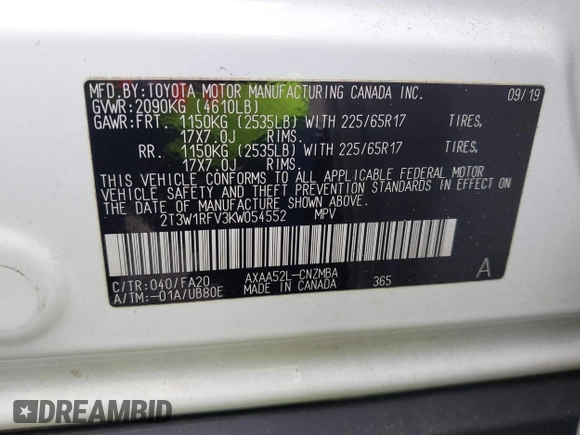 MFD. BY: TOYOTA MOTOR MANUFACTURING CANADA INC. 09/19
GVWR: 2090KG (4610LB)
GAWR: FRT. 1150KG (2535LB) WITH 225/65R17 TIRES,
17X7.0J RIMS.
RR. 1150KG (2535LB) WITH 225/65R17 TIRES,
17X7.0J RIMS.
THIS VEHICLE CONFORMS TO ALL APPLICABLE FEDERAL MOTOR
VEHICLE SAFETY AND THEFT PREVENTION STANDARDS IN EFFECT ON
THE DATE OF MANUFACTURE SHOWN ABOVE.
2T3W1RFV3KW054552 MPV
C/TR: 040/FA20 AXAA52L-CNZMBA A
A/TM: -01A/UB80E MADE IN CANADA 365
DREAMBID